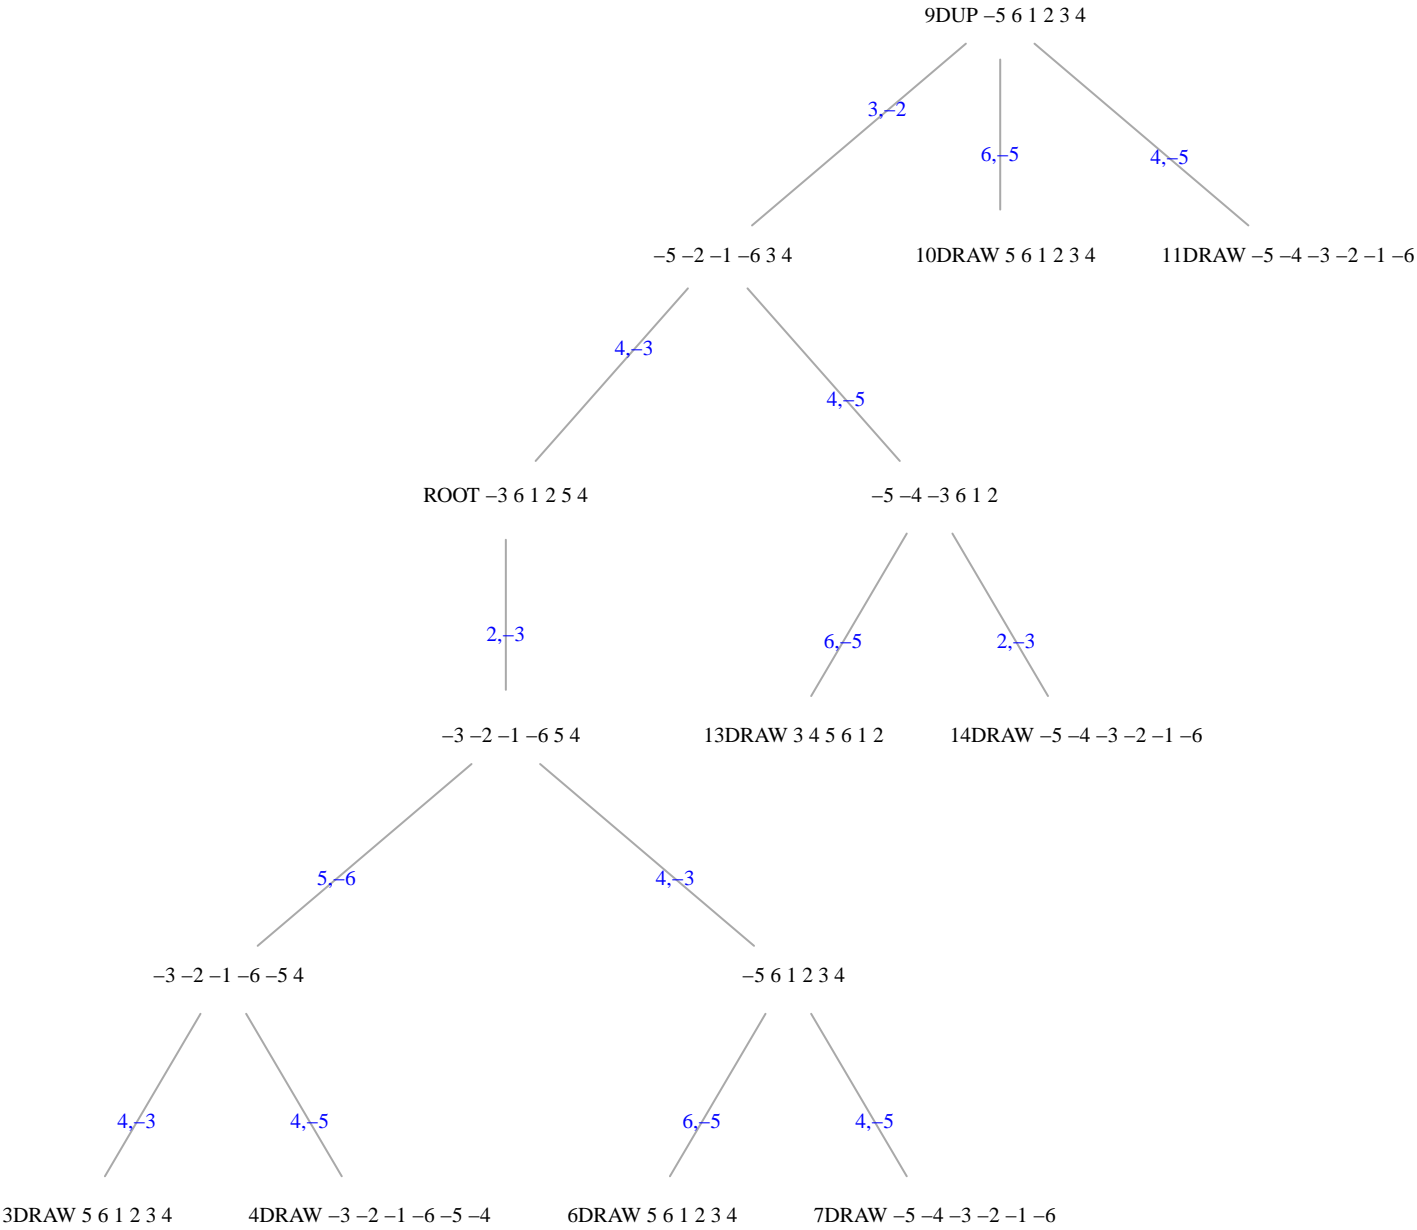 9DUP –5 6 1 2 3 4
3,–2
6,–5
4,–5
–5 –2 –1 –6 3 4
10DRAW 5 6 1 2 3 4
11DRAW –5 –4 –3 –2 –1 –6
4,–3
4,–5
ROOT –3 6 1 2 5 4
–5 –4 –3 6 1 2
2,–3
6,–5
2,–3
–3 –2 –1 –6 5 4
13DRAW 3 4 5 6 1 2
14DRAW –5 –4 –3 –2 –1 –6
5,–6
4,–3
–3 –2 –1 –6 –5 4
–5 6 1 2 3 4
4,–3
4,–5
6,–5
4,–5
3DRAW 5 6 1 2 3 4
4DRAW –3 –2 –1 –6 –5 –4
6DRAW 5 6 1 2 3 4
7DRAW –5 –4 –3 –2 –1 –6